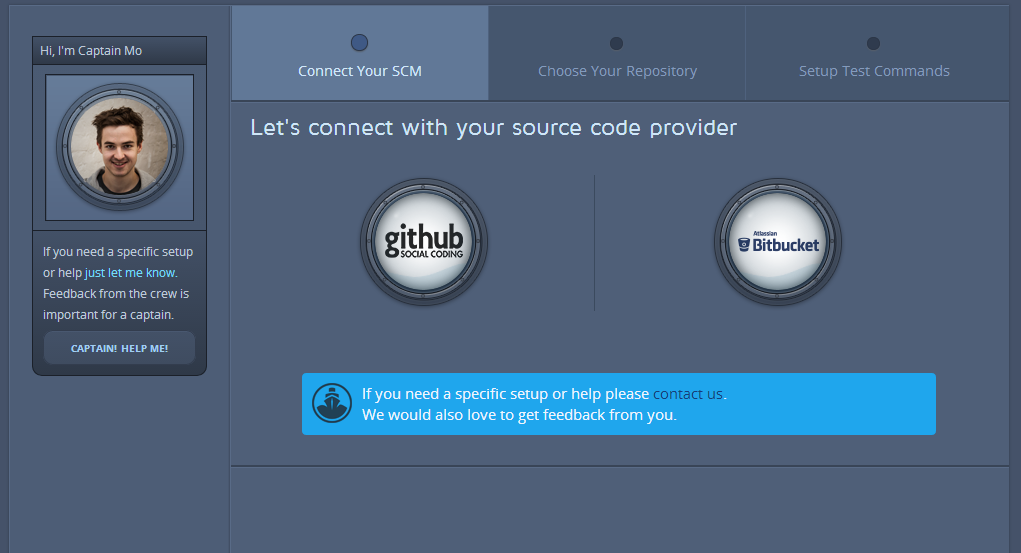 Hi, I'm Captain Mo
If you need a specific setup
or help just let me know.
Feedback from the crew is
important for a captain.
CAPTAIN! HELP ME!
Connect Your SCM
Choose Your Repository
Setup Test Commands
Let's connect with your source code provider
github
SOCIAL CODING
Atlassian
Bitbucket
If you need a specific setup or help please contact us.
We would also love to get feedback from you.